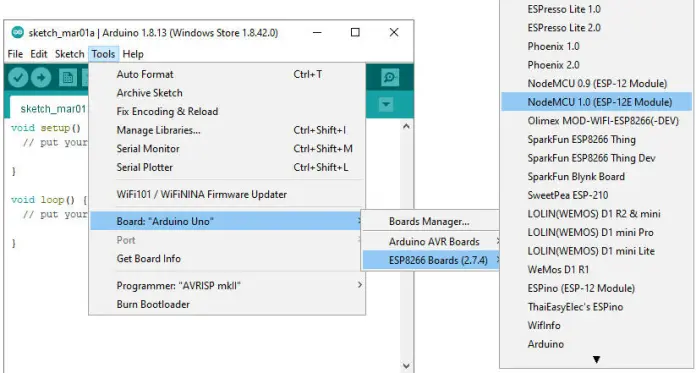 sketch_mar01a | Arduino 1.8.13 (Windows Store 1.8.42.0)
File Edit Sketch Tools Help
sketch_mar01
void setup()
// put your
}
void loop() {
// put your
}
Auto Format Ctrl+T
Archive Sketch
Fix Encoding & Reload
Manage Libraries... Ctrl+Shift+I
Serial Monitor Ctrl+Shift+M
Serial Plotter Ctrl+Shift+L
WiFi101 / WiFiNINA Firmware Updater
Board: "Arduino Uno"
Port
Get Board Info
Programmer: "AVRISP mkII"
Burn Bootloader
Boards Manager...
Arduino AVR Boards
ESP8266 Boards (2.7.4)
ESPresso Lite 1.0
ESPresso Lite 2.0
Phoenix 1.0
Phoenix 2.0
NodeMCU 0.9 (ESP-12 Module)
NodeMCU 1.0 (ESP-12E Module)
Olimex MOD-WIFI-ESP8266(-DEV)
SparkFun ESP8266 Thing
SparkFun ESP8266 Thing Dev
SparkFun Blynk Board
SweetPea ESP-210
LOLIN(WEMOS) D1 R2 & mini
LOLIN(WEMOS) D1 mini Pro
LOLIN(WEMOS) D1 mini Lite
WeMos D1 R1
ESPino (ESP-12 Module)
ThaiEasyElec's ESPino
WifInfo
Arduino